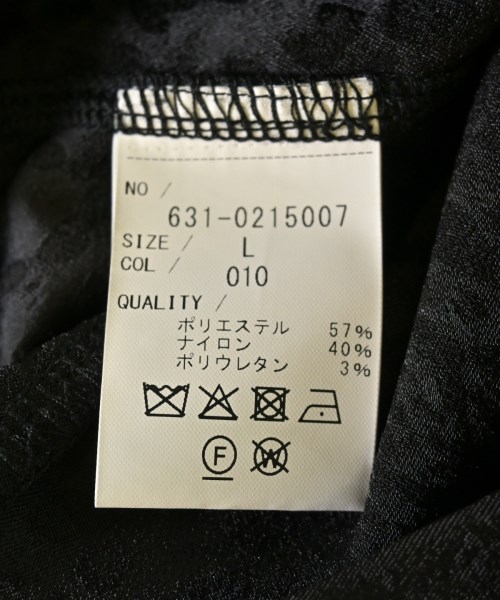 NO /
631-0215007
SIZE / L
COL / 010
QUALITY /
ポリエステル 57%
ナイロン 40%
ポリウレタン 3%
F W